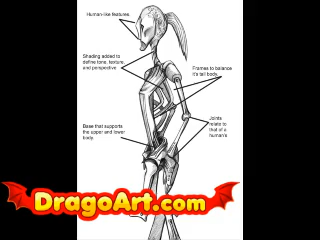 Human-like features
Shading added to
define tone, texture,
and perspective
Frames to balance
it's tall body.
Base that supports
the upper and lower
body.
Joints
relate to
that of a
human's
DragoArt.com